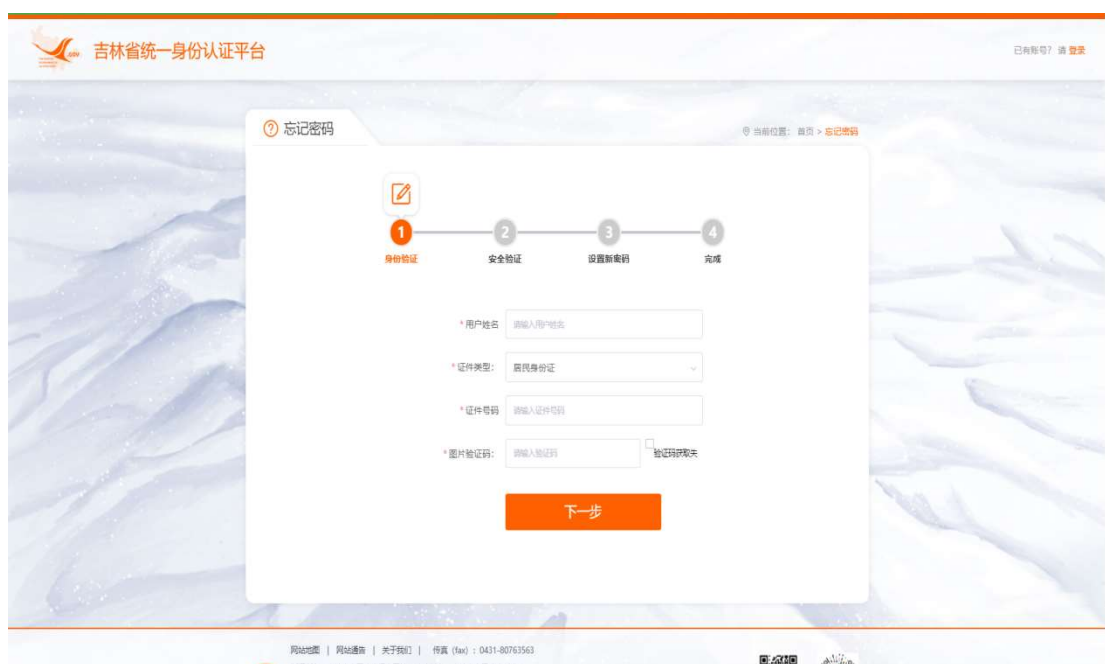 .GOV
吉林省统一身份认证平台
已有账号？ 请 登录
忘记密码
当前位置： 首页 > 忘记密码
1 2 3 4
身份验证 安全验证 设置新密码 完成
* 用户姓名 请输入用户姓名
* 证件类型： 居民身份证
* 证件号码 请输入证件号码
* 图片验证码： 请输入验证码 验证码获取失
下一步
网站地图 | 网站通告 | 关于我们 | 传真 (fax) : 0431-80763563